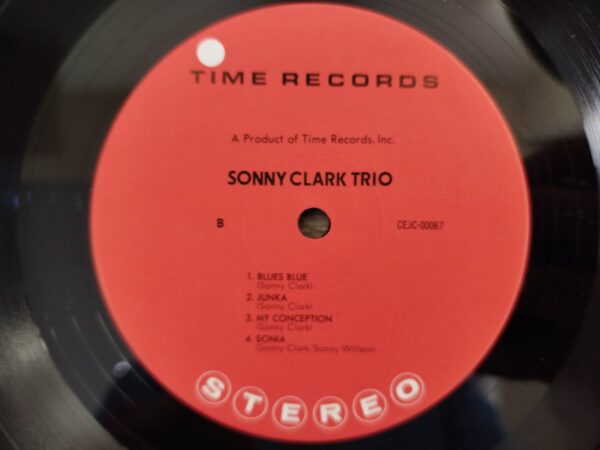 TIME RECORDS
A Product of Time Records, Inc.
SONNY CLARK TRIO
B
CEJC-00067
1. BLUES BLUE
(Sonny Clark)
2. JUNKA
(Sonny Clark)
3. MY CONCEPTION
(Sonny Clark)
4. SONIA
(Sonny Clark, Sonny Willson)
STEREO